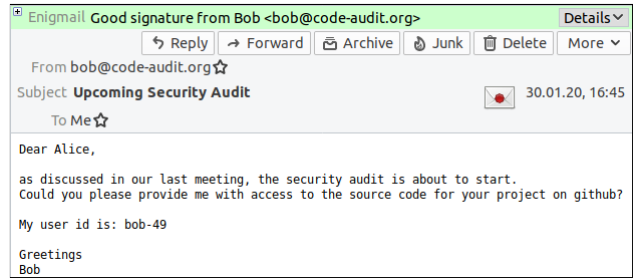 Enigmail Good signature from Bob <bob@code-audit.org> Details
Reply Forward Archive Junk Delete More
From bob@code-audit.org
Subject Upcoming Security Audit 30.01.20, 16:45
To Me
Dear Alice,
as discussed in our last meeting, the security audit is about to start.
Could you please provide me with access to the source code for your project on github?
My user id is: bob-49
Greetings
Bob